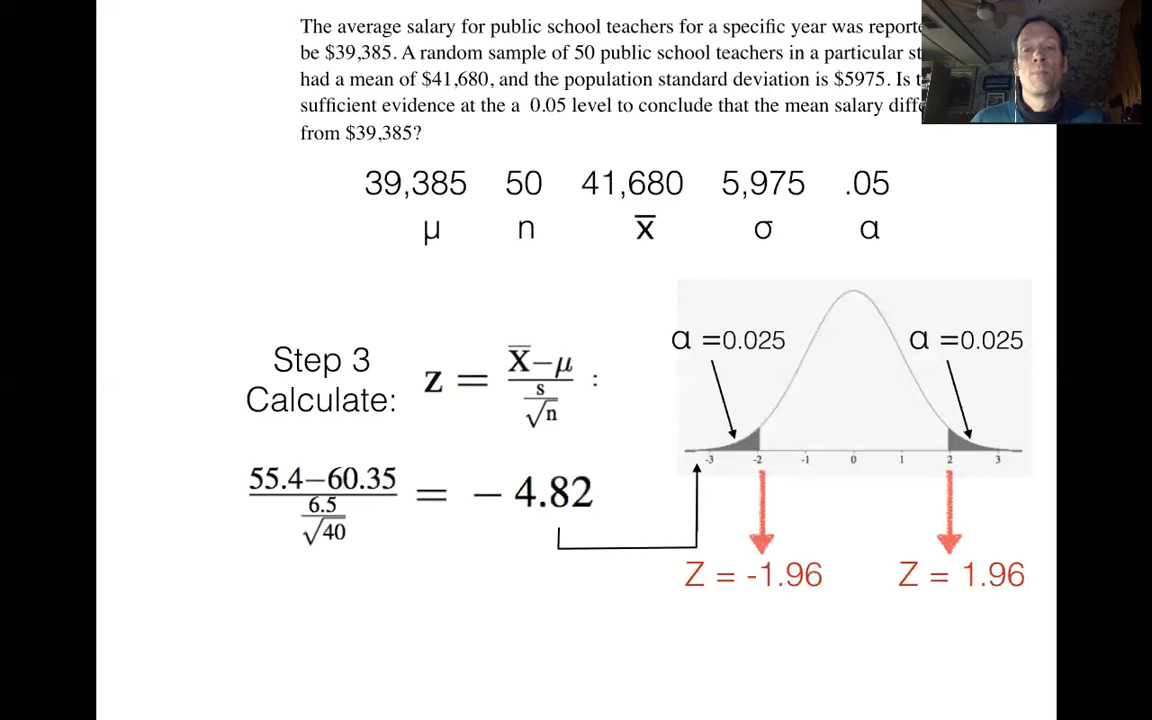 The average salary for public school teachers for a specific year was
be $39,385. A random sample of 50 public school teachers in a particular
had a mean of $41,680, and the population standard deviation is $5975. Is
sufficient evidence at the a 0.05 level to conclude that the mean salary
from $39,385?
39,385 50 41,680 5,975 .05
μ n x̅ σ α
α =0.025 α =0.025
Step 3
Calculate:
z = (X̅−μ)/(s/√n) :
-3 -2 -1 0 1 2 3
(55.4−60.35)/(6.5/√40) = − 4.82
Z = -1.96 Z = 1.96